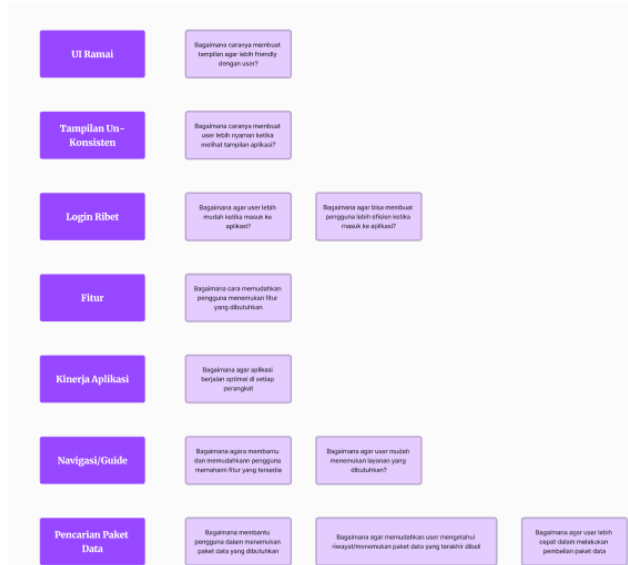 UI Ramai
Bagaimana caranya membuat
tampilan agar lebih friendly
dengan user?
Tampilan Un-
Konsisten
Bagaimana caranya membuat
user lebih nyaman ketika
melihat tampilan aplikasi?
Login Ribet
Bagaimana agar user lebih
mudah ketika masuk ke
aplikasi?
Bagaimana agar bisa membuat
pengguna lebih efisien ketika
masuk ke aplikasi?
Fitur
Bagaimana cara memudahkan
pengguna menemukan fitur
yang dibutuhkan
Kinerja Aplikasi
Bagaimana agar aplikasi
berjalan optimal di setiap
perangkat
Navigasi/Guide
Bagaimana agara membantu
dan memudahkann pengguna
memahami fitur yang tersedia
Bagaimana agar user mudah
menemukan layanan yang
dibutuhkan?
Pencarian Paket
Data
Bagaimana membantu
pengguna dalam menemukan
paket data yang dibutuhkan
Bagaimana agar memudahkan user mengetahui
riwayat/menemukan paket data yang terakhir dibeli
Bagaimana agar user lebih
cepat dalam melakukan
pembelian paket data